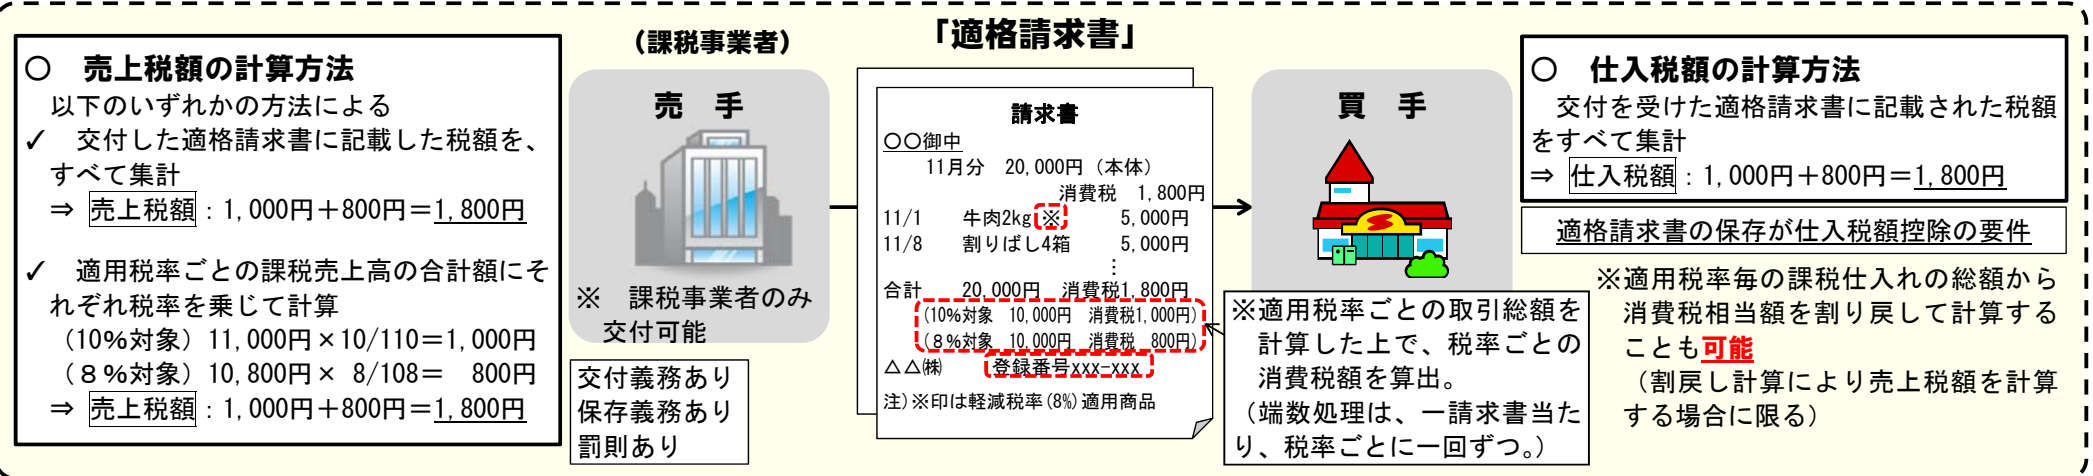 「適格請求書」
○　売上税額の計算方法
以下のいずれかの方法による
✓　交付した適格請求書に記載した税額を、
すべて集計
⇒ 売上税額：1,000円＋800円＝1,800円
✓　適用税率ごとの課税売上高の合計額にそ
れぞれ税率を乗じて計算
（10％対象）11,000円×10/110＝1,000円
（８％対象）10,800円× 8/108＝　800円
⇒ 売上税額：1,000円＋800円＝1,800円
（課税事業者）
売　手
※　課税事業者のみ
交付可能
交付義務あり
保存義務あり
罰則あり
請求書
○○御中
11月分　20,000円（本体）
消費税　1,800円
11/1　牛肉2kg ※　5,000円
11/8　割りばし4箱　5,000円
⋮
合計　20,000円　消費税1,800円
(10%対象　10,000円　消費税1,000円)
(８%対象　10,000円　消費税　800円)
△△㈱　登録番号xxx-xxx
注）※印は軽減税率(8%)適用商品
買　手
※適用税率ごとの取引総額を
計算した上で、税率ごとの
消費税額を算出。
（端数処理は、一請求書当た
り、税率ごとに一回ずつ。）
○　仕入税額の計算方法
交付を受けた適格請求書に記載された税額
をすべて集計
⇒ 仕入税額：1,000円＋800円＝1,800円
適格請求書の保存が仕入税額控除の要件
※適用税率毎の課税仕入れの総額から
消費税相当額を割り戻して計算する
ことも可能
（割戻し計算により売上税額を計算
する場合に限る）